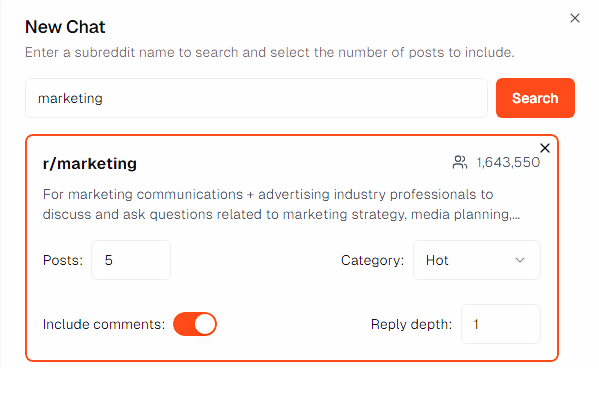 New Chat
Enter a subreddit name to search and select the number of posts to include.
marketing
Search
r/marketing
1,643,550
For marketing communications + advertising industry professionals to
discuss and ask questions related to marketing strategy, media planning,...
Posts: 5
Category: Hot
Include comments:
Reply depth: 1